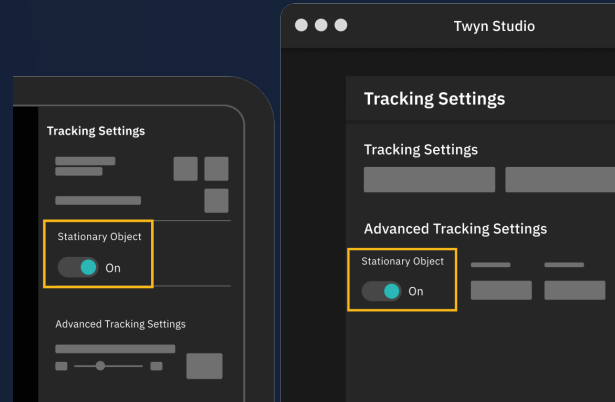 Tracking Settings
Stationary Object
On
Advanced Tracking Settings
Twyn Studio
Tracking Settings
Tracking Settings
Advanced Tracking Settings
Stationary Object
On